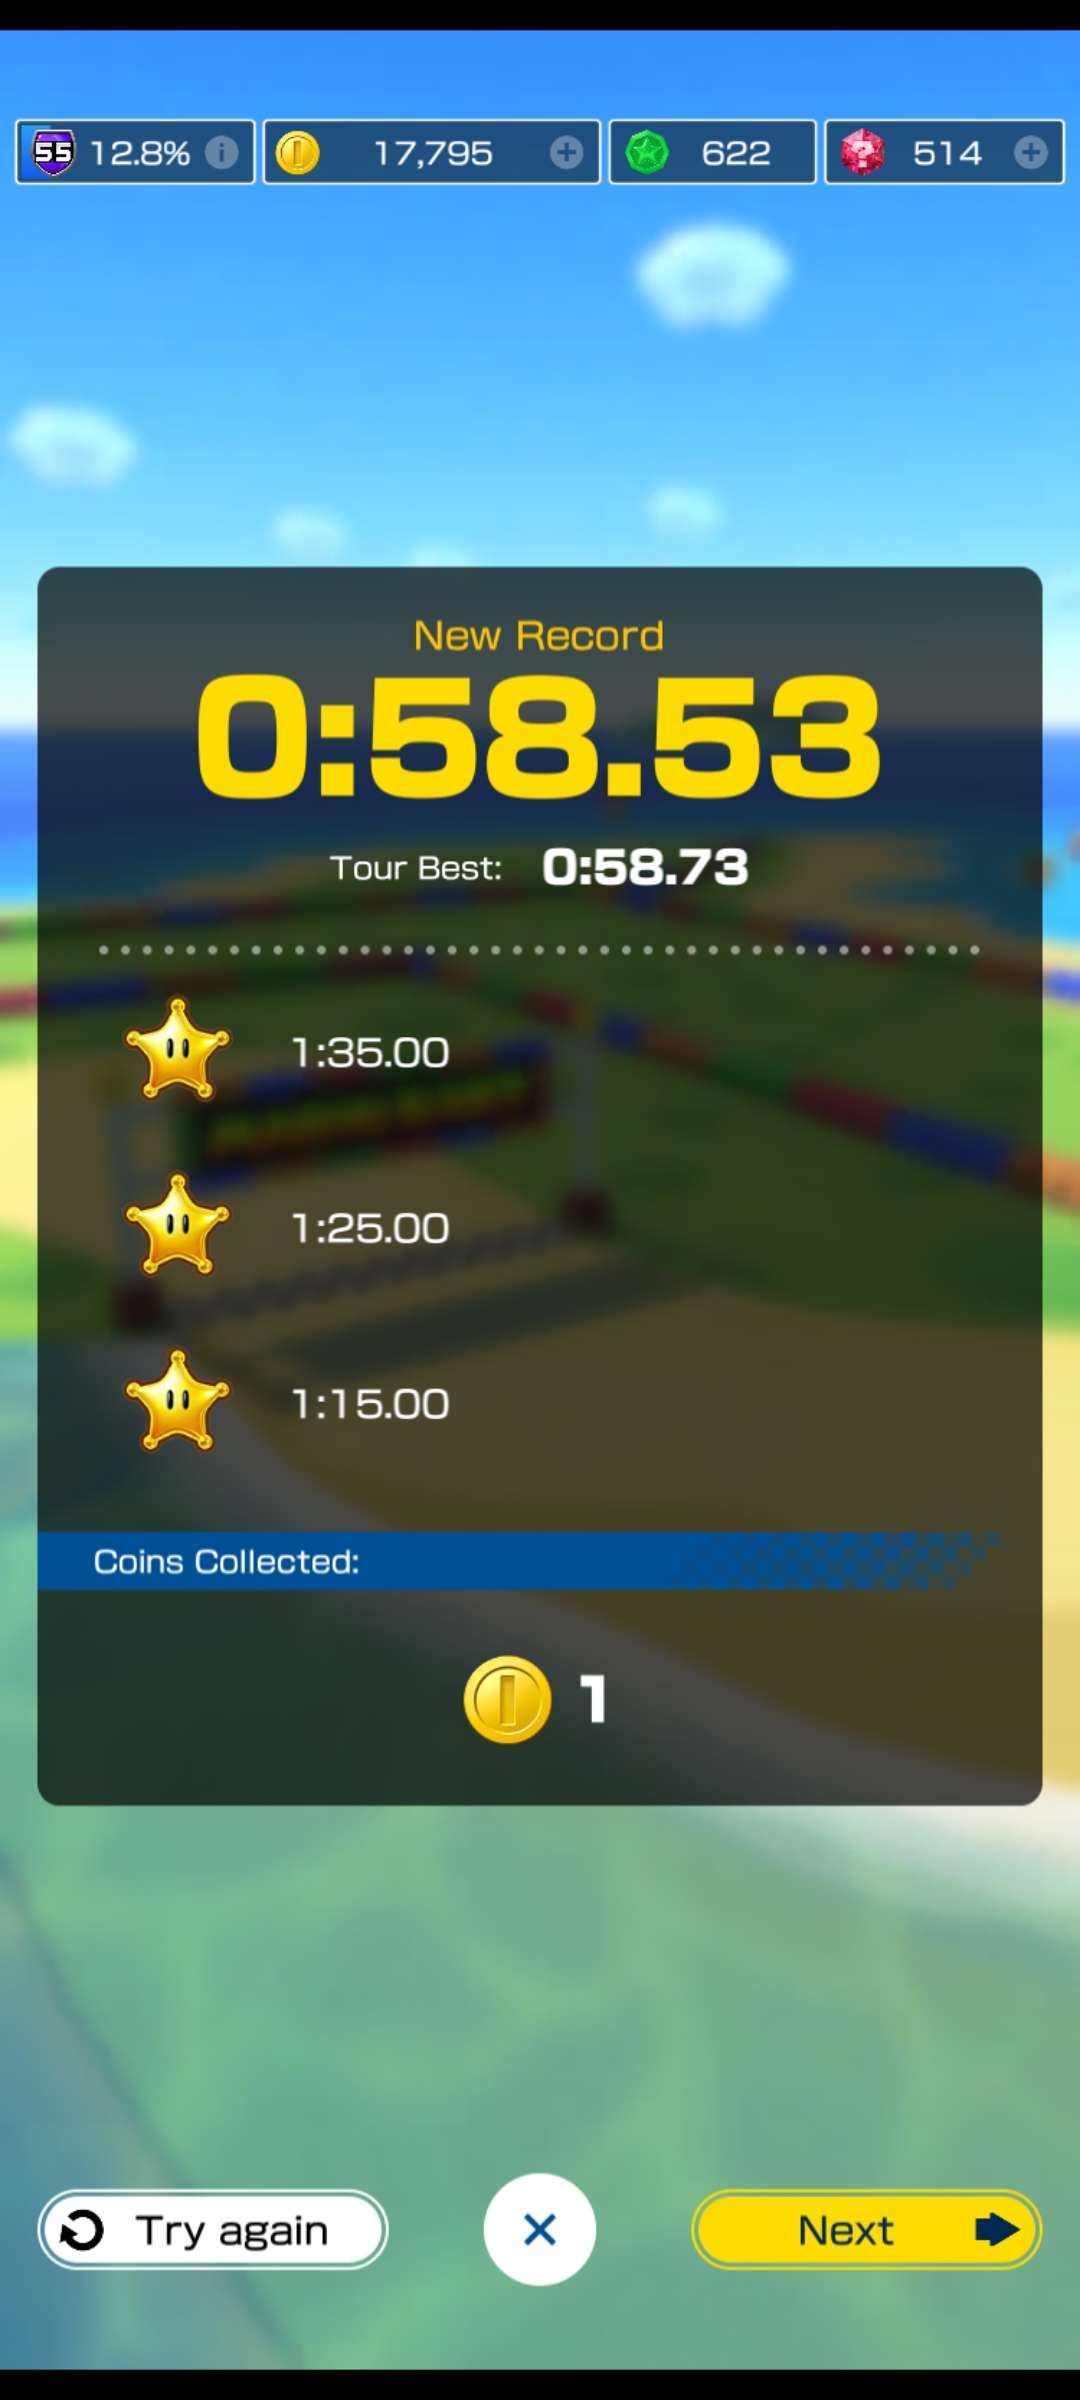 55 12.8% i 17,795 + 622 ? 514 +
New Record
0:58.53
Tour Best: 0:58.73
1:35.00
1:25.00
1:15.00
Coins Collected:
1
Try again × Next